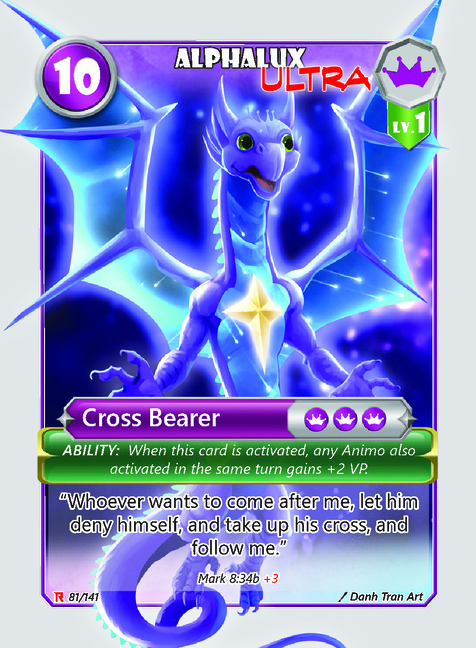 ALPHALUX
ULTRA
10
LV.1
Cross Bearer
ABILITY: When this card is activated, any Animo also
activated in the same turn gains +2 VP.
“Whoever wants to come after me, let him
deny himself, and take up his cross, and
follow me.”
Mark 8:34b +3
R 81/141
Danh Tran Art